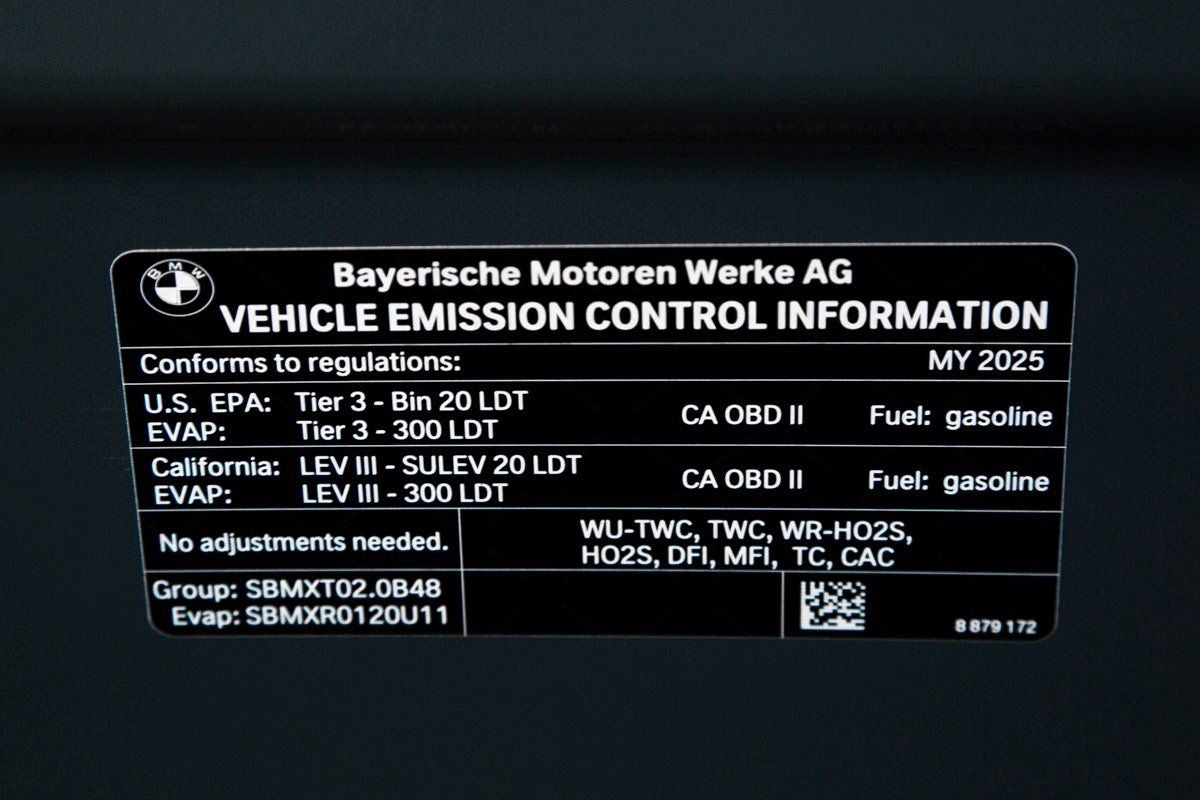 BMW
Bayerische Motoren Werke AG
VEHICLE EMISSION CONTROL INFORMATION
Conforms to regulations: MY 2025
U.S. EPA: Tier 3 - Bin 20 LDT CA OBD II Fuel: gasoline
EVAP: Tier 3 - 300 LDT
California: LEV III - SULEV 20 LDT CA OBD II Fuel: gasoline
EVAP: LEV III - 300 LDT
No adjustments needed.
WU-TWC, TWC, WR-HO2S,
HO2S, DFI, MFI, TC, CAC
Group: SBMXT02.0B48
Evap: SBMXR0120U11
8 879 172